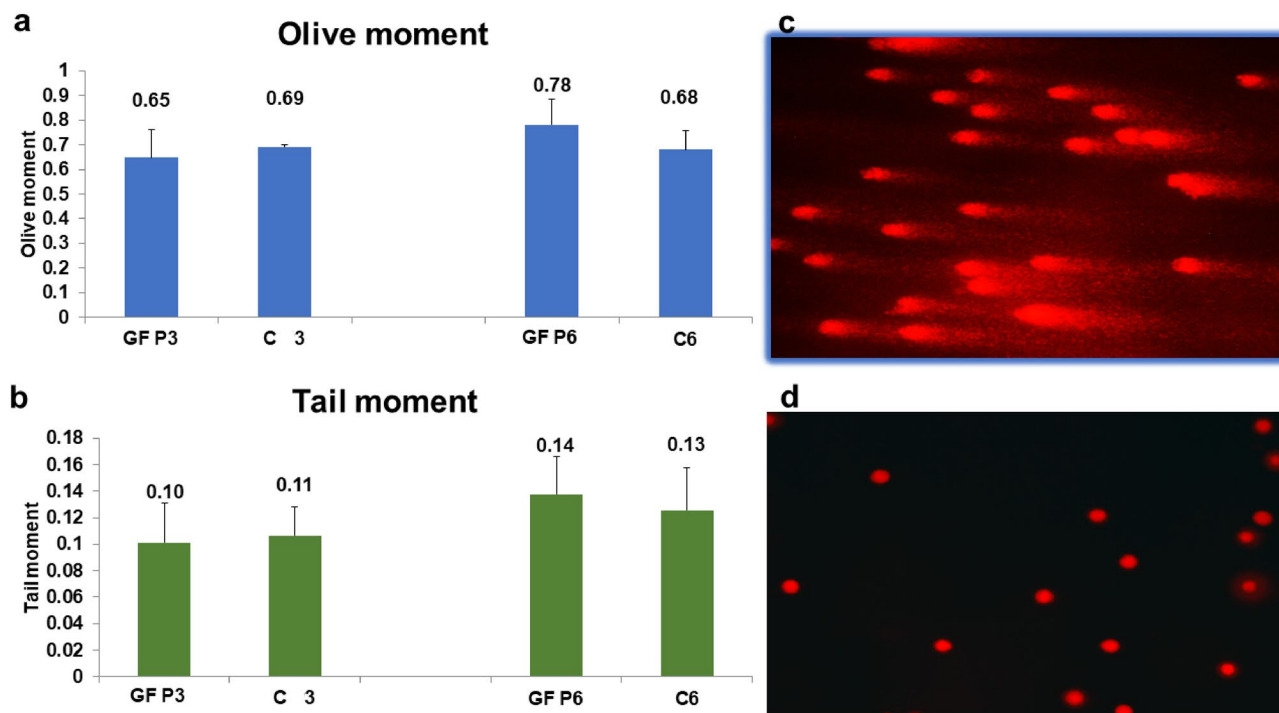 a
Olive moment
Olive moment
1
0.9
0.8
0.7
0.6
0.5
0.4
0.3
0.2
0.1
0
0.65
0.69
0.78
0.68
GF P3
C 3
GF P6
C6
b
Tail moment
Tail moment
0.18
0.16
0.14
0.12
0.1
0.08
0.06
0.04
0.02
0
0.10
0.11
0.14
0.13
GF P3
C 3
GF P6
C6
c
d